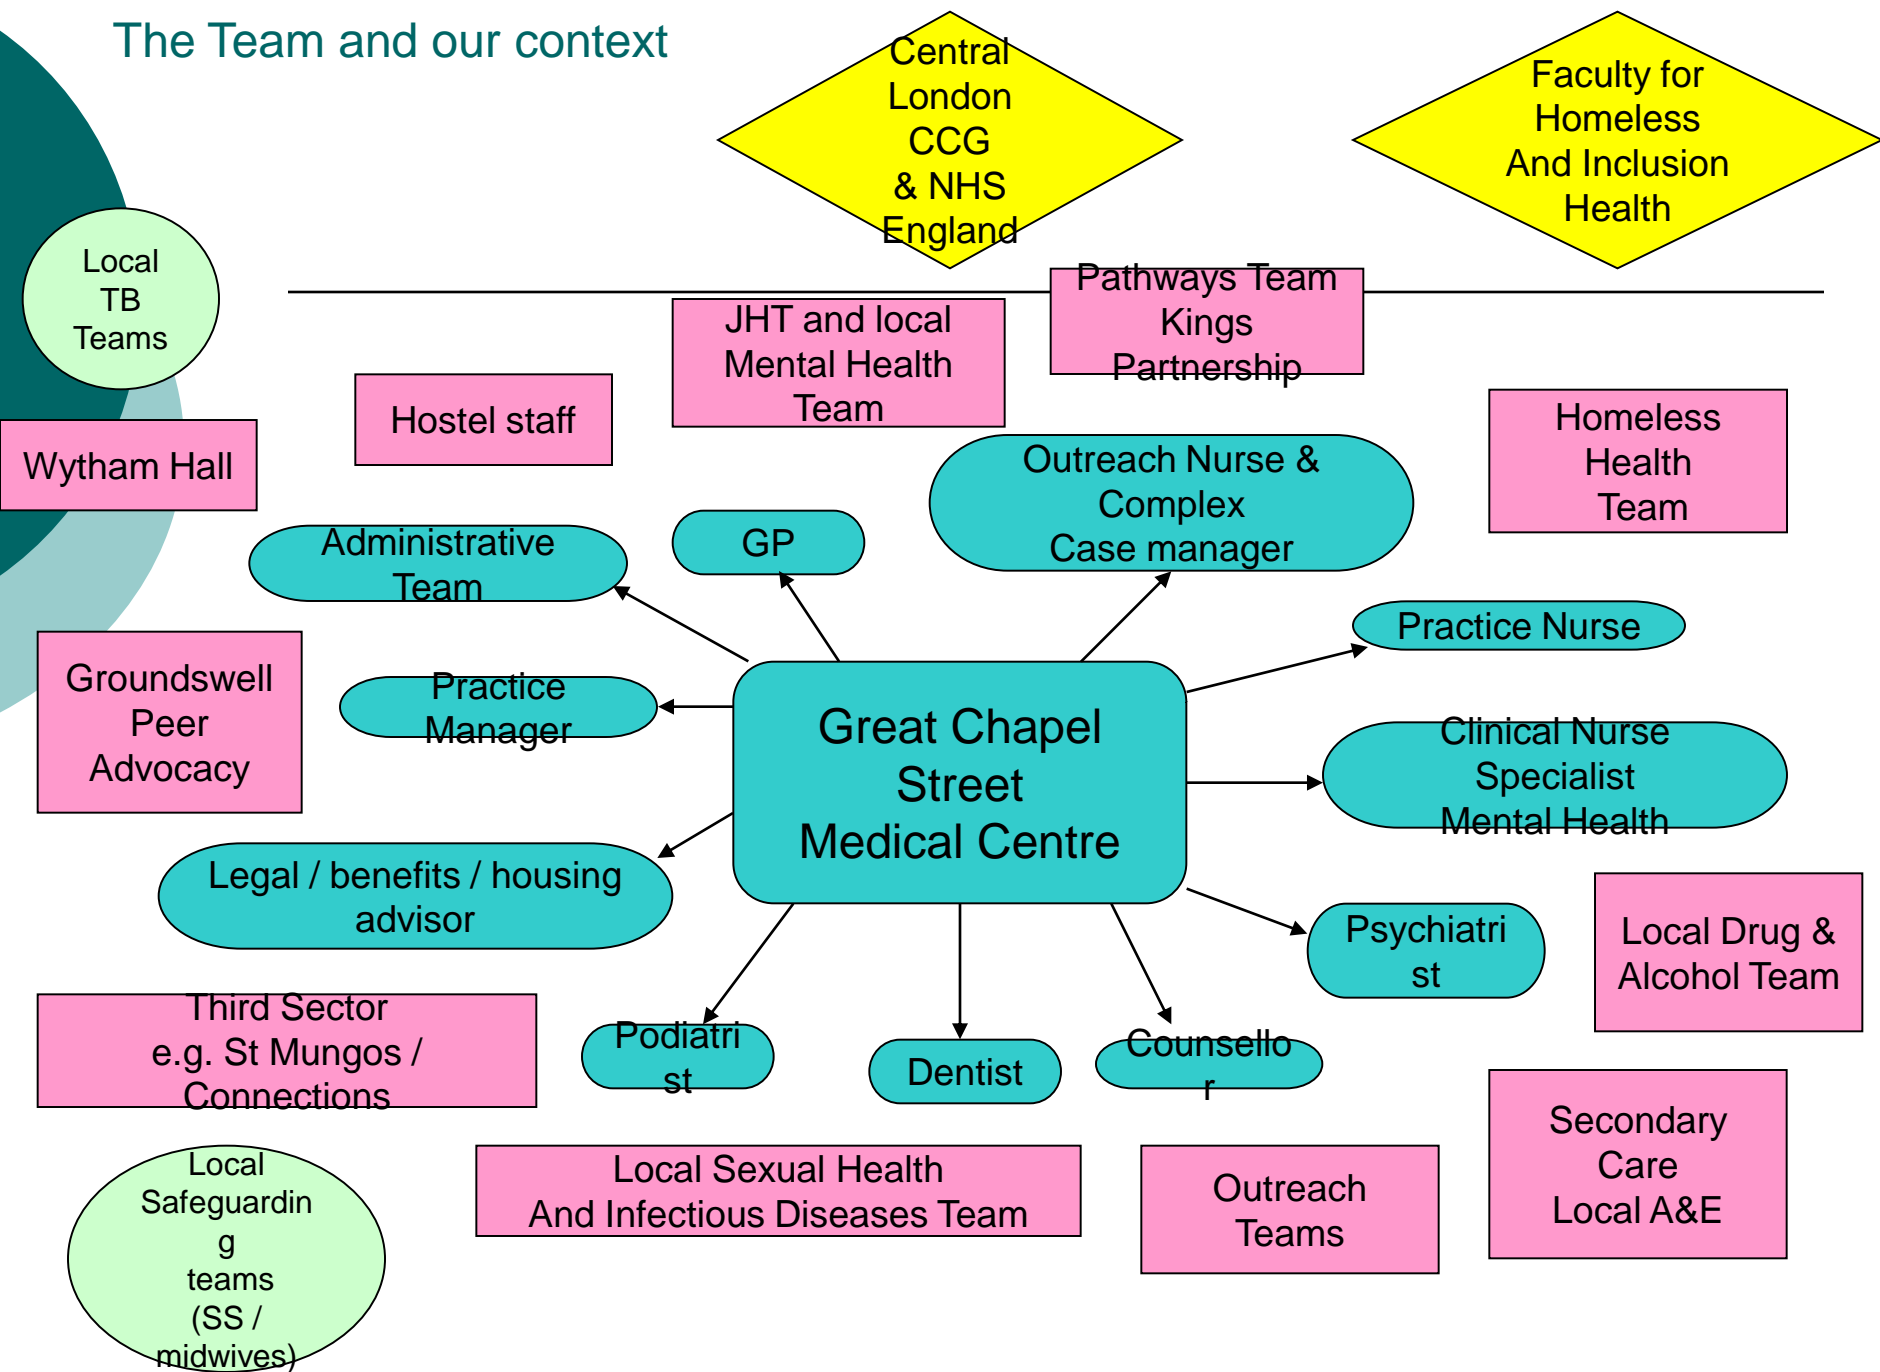 The Team and our context
Central
London
CCG
& NHS
England
Faculty for
Homeless
And Inclusion
Health
Local
TB
Teams
Pathways Team
Kings
Partnership
JHT and local
Mental Health
Team
Hostel staff
Homeless
Health
Team
Wytham Hall
Outreach Nurse &
Complex
Case manager
Administrative
Team
GP
Practice Nurse
Groundswell
Peer
Advocacy
Practice
Manager
Great Chapel
Street
Medical Centre
Clinical Nurse
Specialist
Mental Health
Legal / benefits / housing
advisor
Psychiatri
st
Local Drug &
Alcohol Team
Third Sector
e.g. St Mungos /
Connections
Podiatri
st
Dentist
Counsello
r
Secondary
Care
Local A&E
Local
Safeguardin
g
teams
(SS /
midwives)
Local Sexual Health
And Infectious Diseases Team
Outreach
Teams